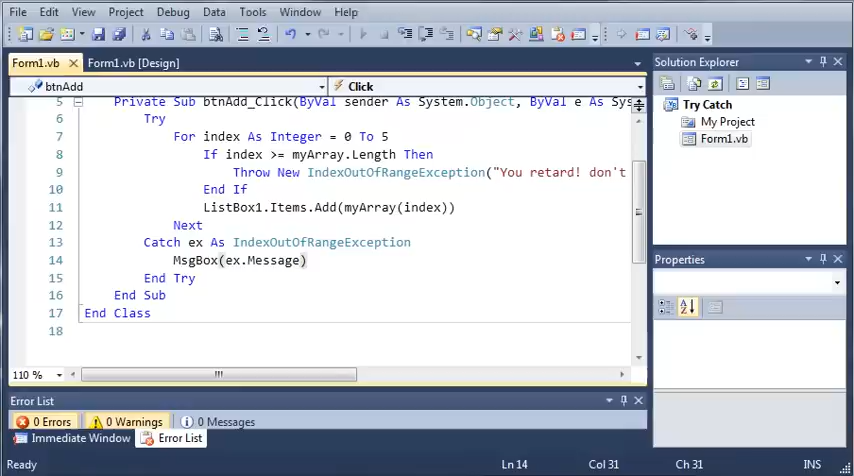 File Edit View Project Debug Data Tools Window Help
Form1.vb Form1.vb [Design]
btnAdd Click
5 Private Sub btnAdd_Click(ByVal sender As System.Object, ByVal e As Sys
6 Try
7 For index As Integer = 0 To 5
8 If index >= myArray.Length Then
9 Throw New IndexOutOfRangeException("You retard! don't
10 End If
11 ListBox1.Items.Add(myArray(index))
12 Next
13 Catch ex As IndexOutOfRangeException
14 MsgBox(ex.Message)
15 End Try
16 End Sub
17 End Class
18
110 %
Solution Explorer
Try Catch
My Project
Form1.vb
Properties
Error List
0 Errors 0 Warnings 0 Messages
Immediate Window Error List
Ready Ln 14 Col 31 Ch 31 INS